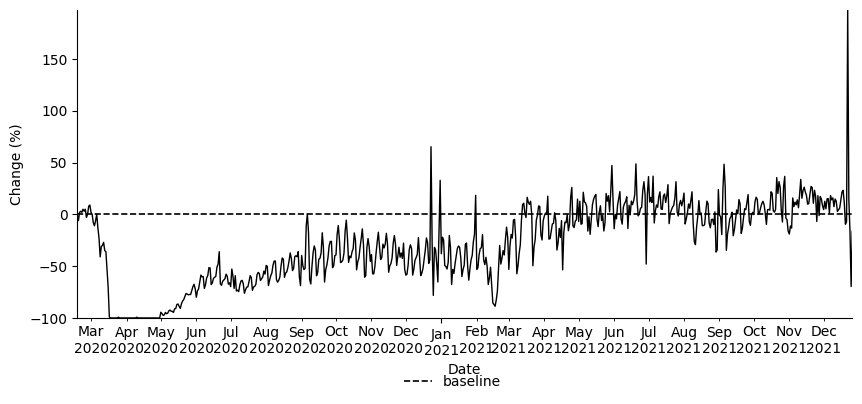 150
100
50
0
−50
−100
Change (%)
Mar Apr May Jun Jul Aug Sep Oct Nov Dec Jan Feb Mar Apr May Jun Jul Aug Sep Oct Nov Dec
2020 2020 2020 2020 2020 2020 2020 2020 2020 2020 2021 2021 2021 2021 2021 2021 2021 2021 2021 2021 2021 2021
Date
baseline